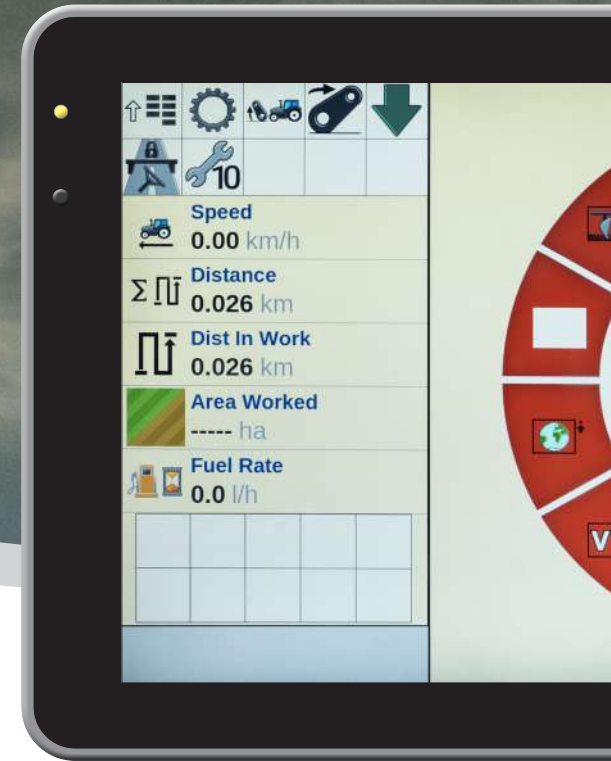 10
Speed
0.00 km/h
Distance
Σ
0.026 km
Dist In Work
0.026 km
Area Worked
----- ha
Fuel Rate
0.0 l/h
V